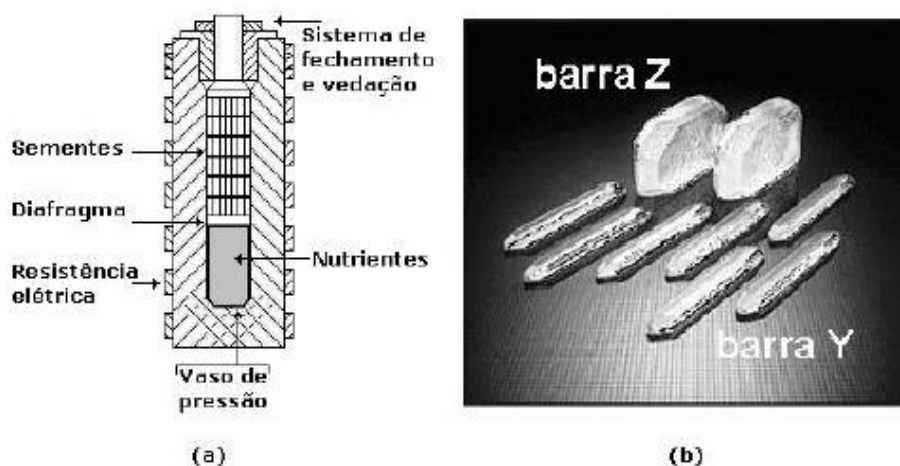 Sistema de
fechamento
e vedação
Sementes
Diafragma
Nutrientes
Resistência
elétrica
Vaso de
pressão
(a)
barra Z
barra Y
(b)